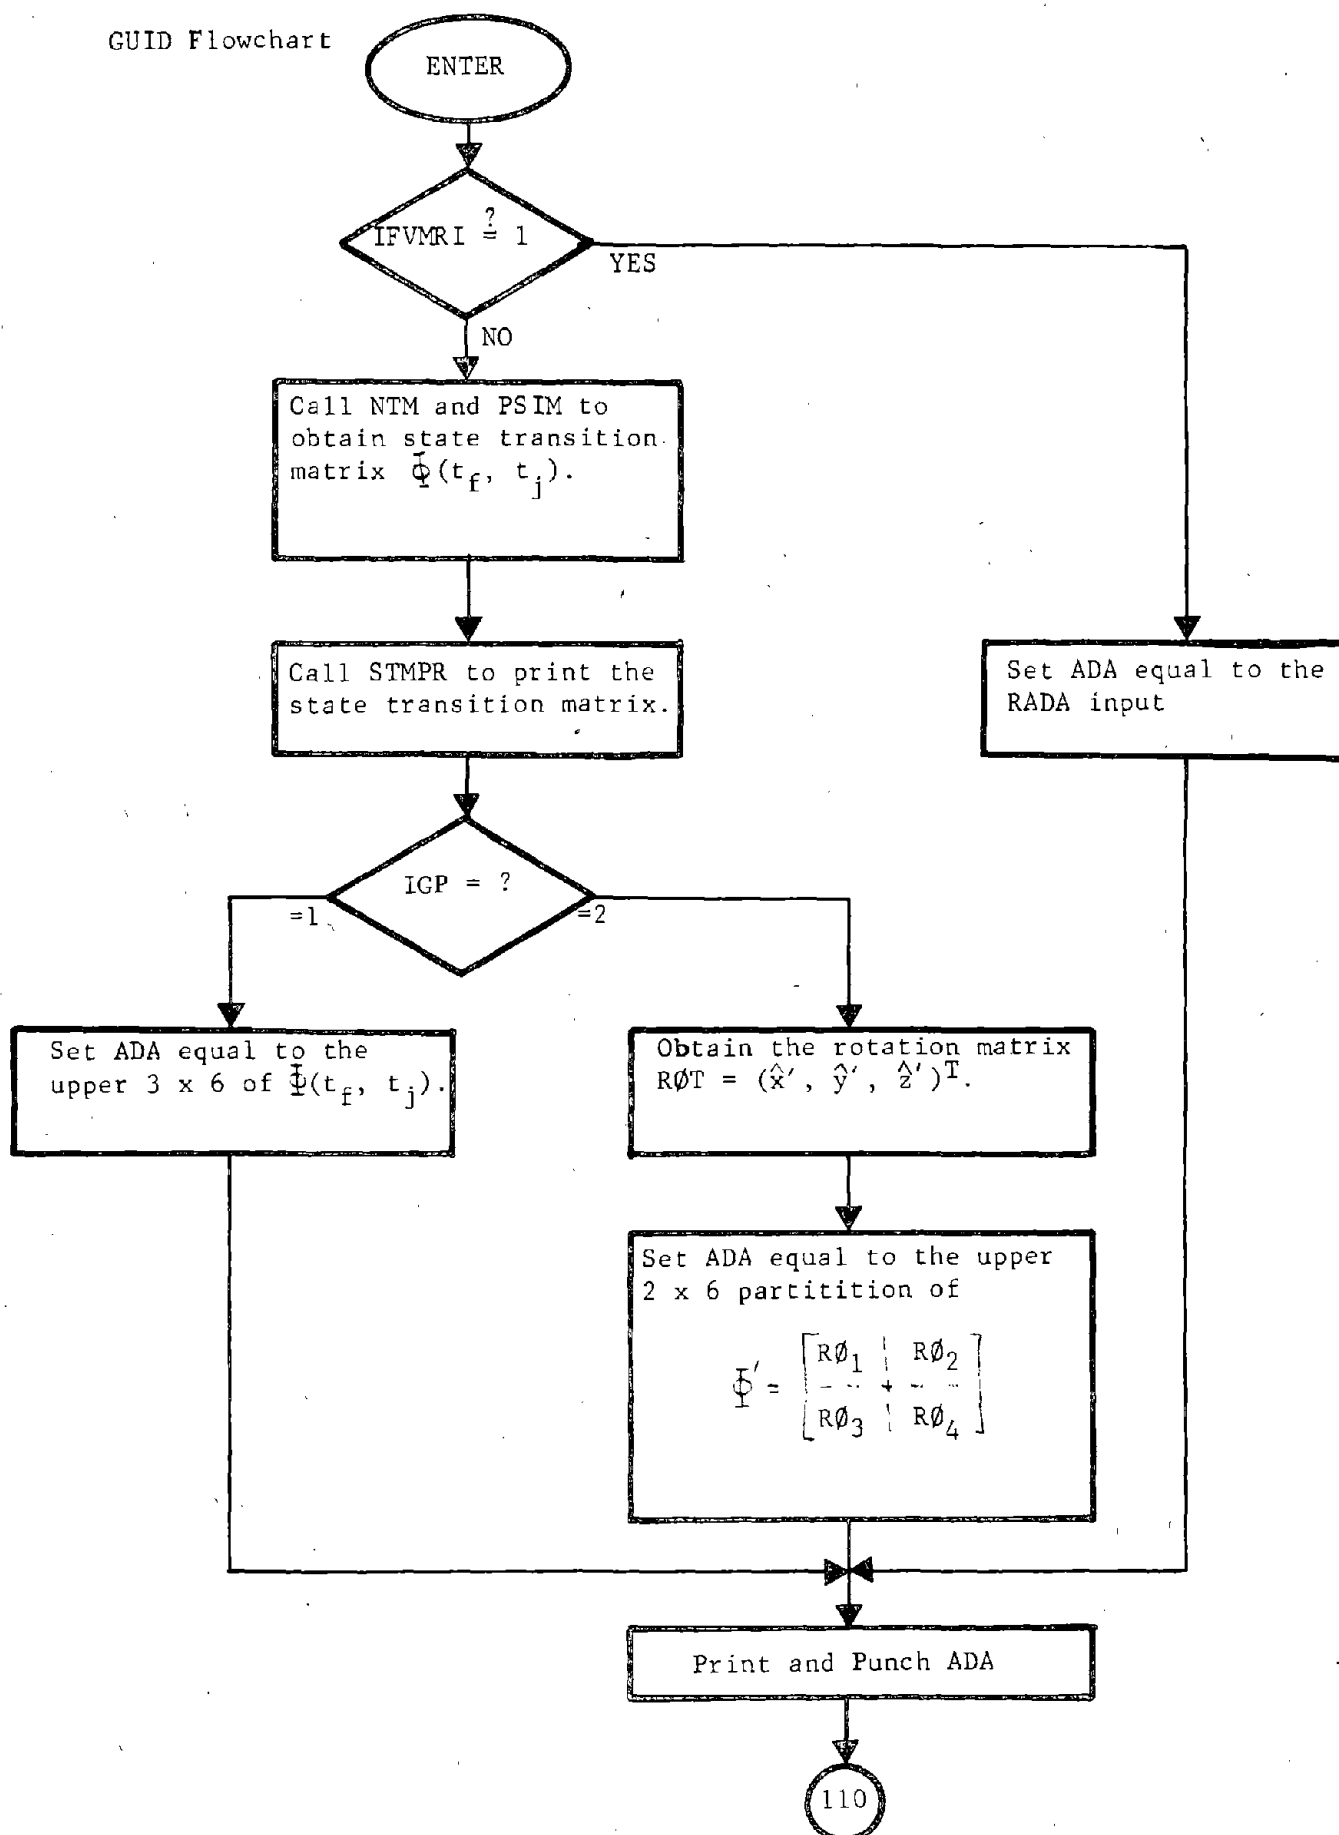 GUID Flowchart
ENTER
IFVMRI ?= 1
YES
NO
Call NTM and PSIM to
obtain state transition
matrix Φ(t_f, t_j).
Call STMPR to print the
state transition matrix.
Set ADA equal to the
RADA input
IGP = ?
=1
=2
Set ADA equal to the
upper 3 x 6 of Φ(t_f, t_j).
Obtain the rotation matrix
RØT = (x̂′, ŷ′, ẑ′)^T.
Set ADA equal to the upper
2 x 6 partitition of
Φ′ = [RØ1 | RØ2
RØ3 | RØ4]
Print and Punch ADA
110